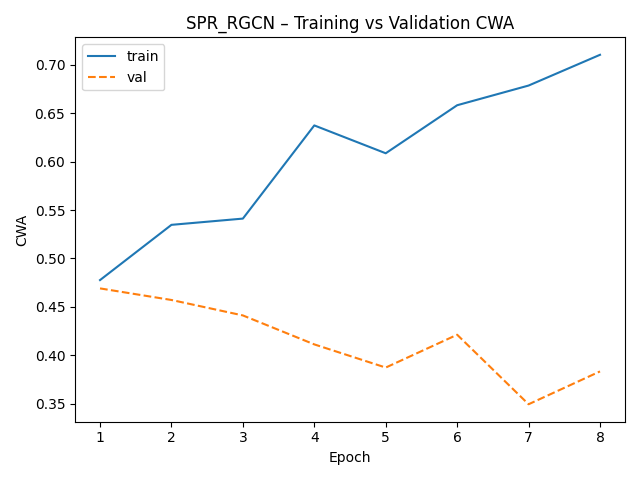 SPR_RGCN – Training vs Validation CWA
train
val
CWA
0.70
0.65
0.60
0.55
0.50
0.45
0.40
0.35
1 2 3 4 5 6 7 8
Epoch